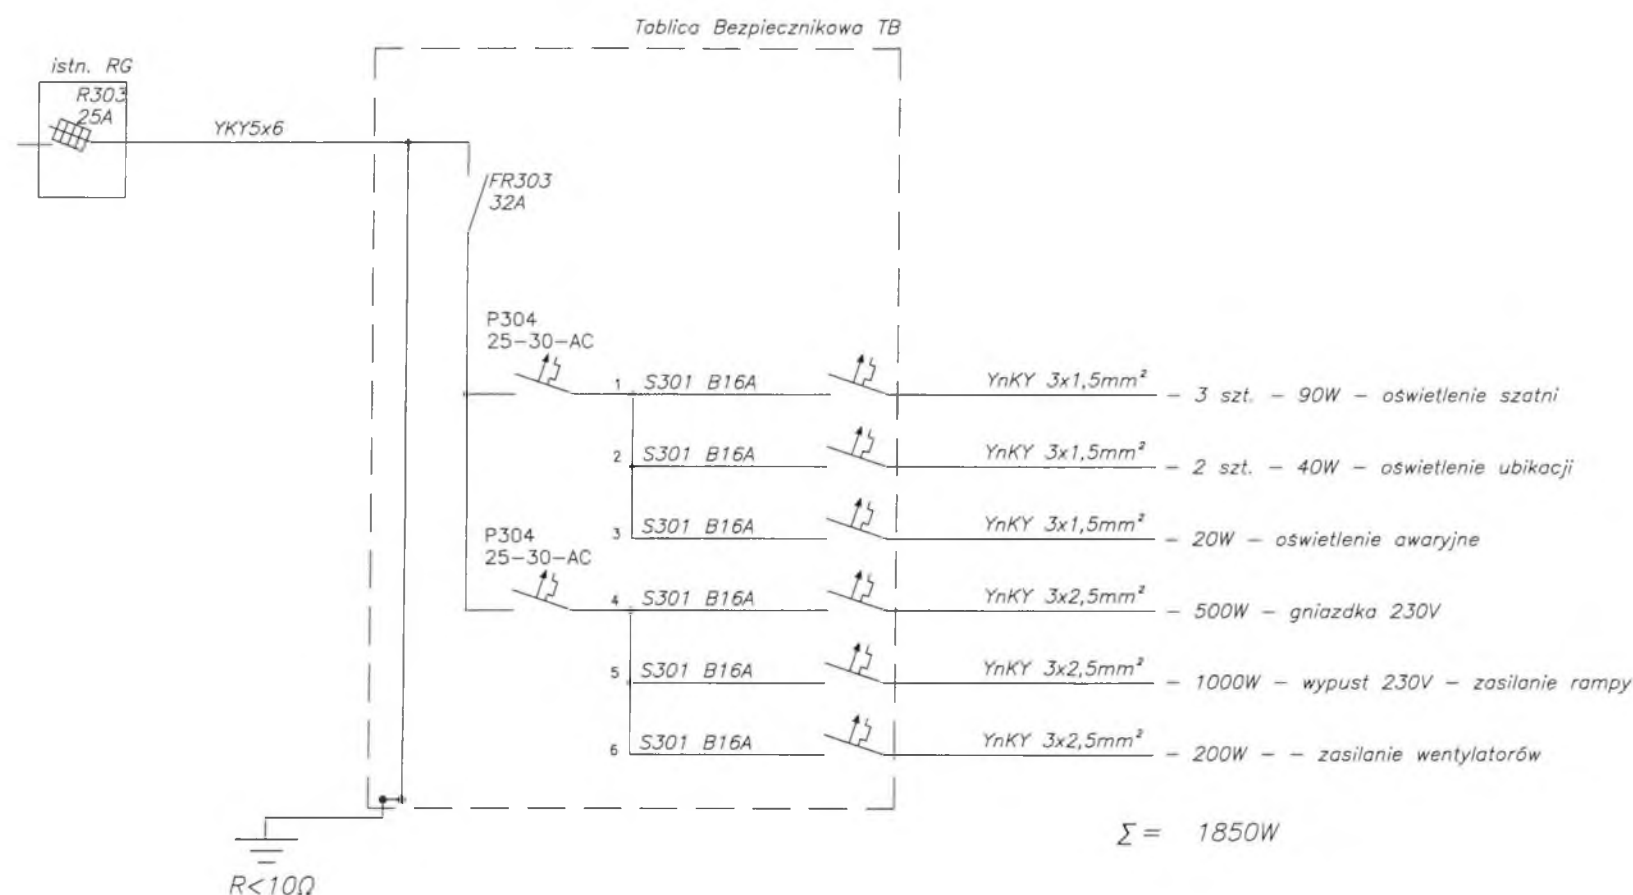 Tablica Bezpiecznikowa TB
istn. RG
R303
25A
YKY5x6
FR303
32A
P304
25-30-AC
1 S301 B16A YnKY 3x1,5mm² - 3 szt. - 90W - oświetlenie szatni
2 S301 B16A YnKY 3x1,5mm² - 2 szt. - 40W - oświetlenie ubikacji
3 S301 B16A YnKY 3x1,5mm² - 20W - oświetlenie awaryjne
P304
25-30-AC
4 S301 B16A YnKY 3x2,5mm² - 500W - gniazdka 230V
5 S301 B16A YnKY 3x2,5mm² - 1000W - wypust 230V - zasilanie rampy
6 S301 B16A YnKY 3x2,5mm² - 200W - - zasilanie wentylatorów
Σ = 1850W
R<10Ω